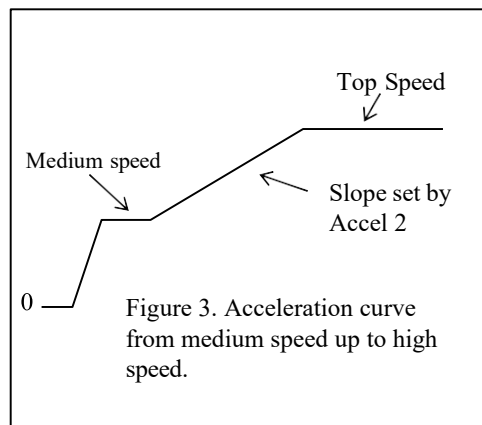 Top Speed
Medium speed
Slope set by
Accel 2
0
Figure 3. Acceleration curve
from medium speed up to high
speed.